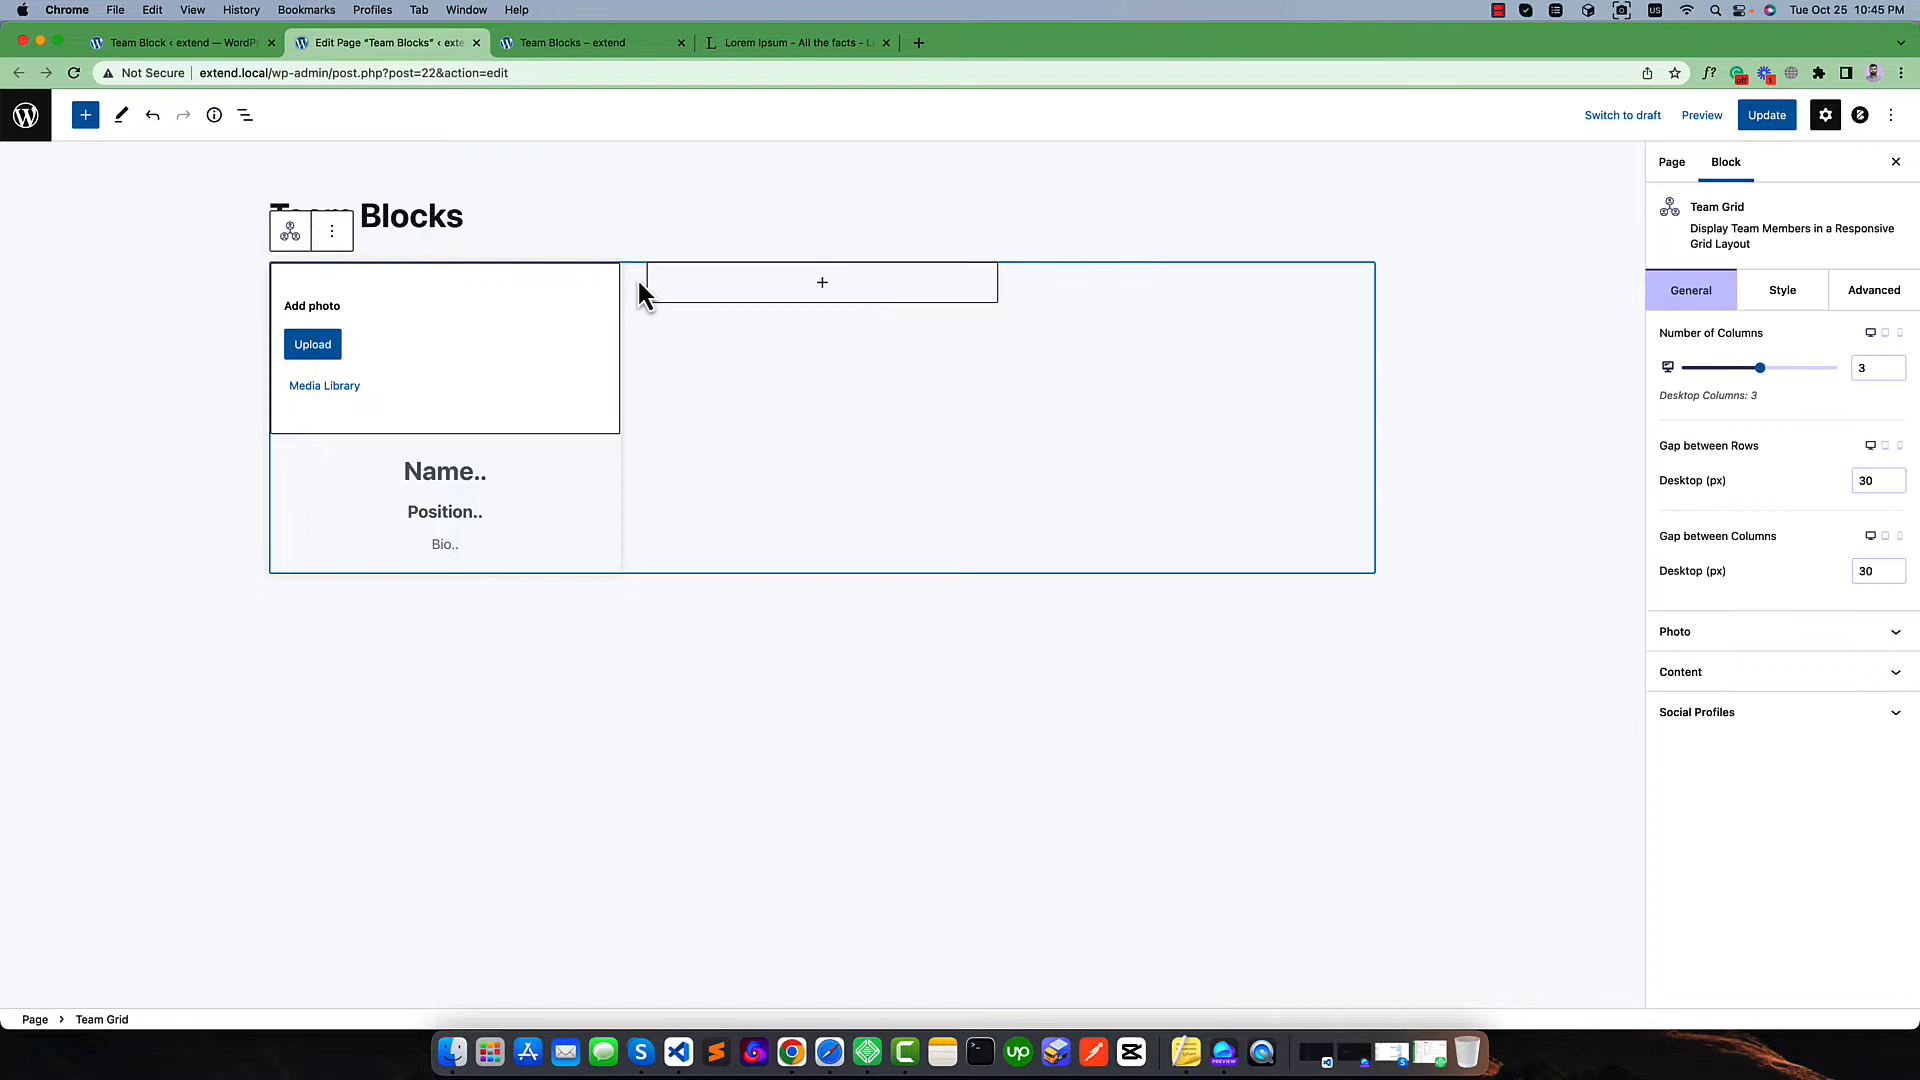 Chrome File Edit View History Bookmarks Profiles Tab Window Help
US Tue Oct 25 10:45 PM
Team Block ‹ extend — WordPr
Edit Page “Team Blocks” ‹ exte
Team Blocks – extend
Lorem Ipsum - All the facts - L
Not Secure extend.local/wp-admin/post.php?post=22&action=edit
Switch to draft Preview Update
Page Block
Team Blocks
Team Grid
Display Team Members in a Responsive
Grid Layout
General Style Advanced
Add photo
Upload
Media Library
Name..
Position..
Bio..
Number of Columns
3
Desktop Columns: 3
Gap between Rows
Desktop (px) 30
Gap between Columns
Desktop (px) 30
Photo
Content
Social Profiles
Page Team Grid